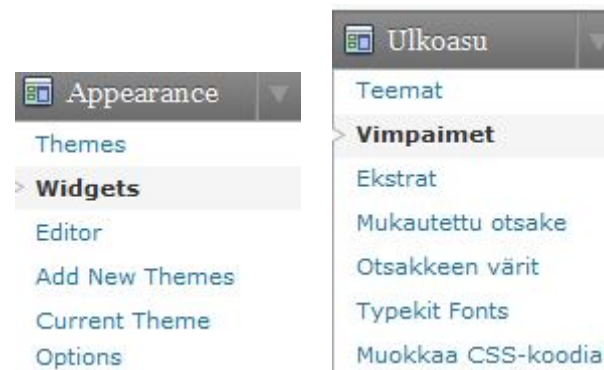 Appearance
Themes
Widgets
Editor
Add New Themes
Current Theme
Options
Ulkoasu
Teemat
Vimpaimet
Ekstrat
Mukautettu otsake
Otsakkeen värit
Typekit Fonts
Muokkaa CSS-koodia